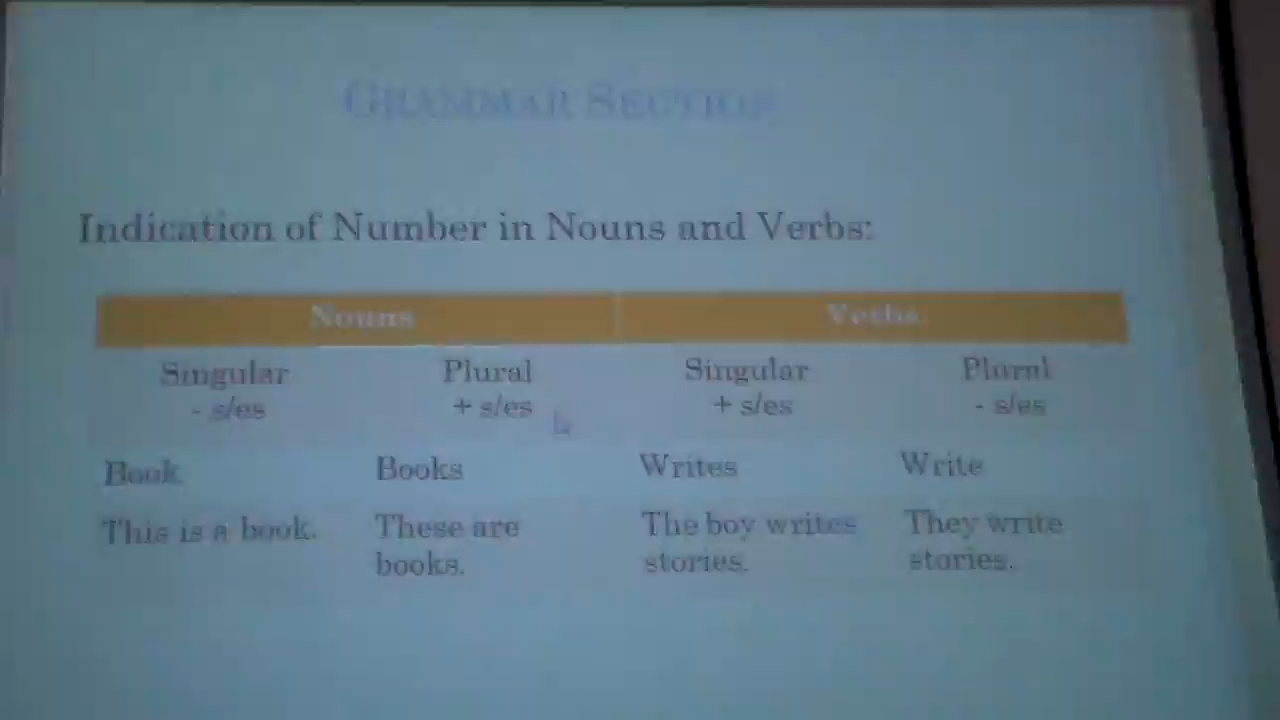 GRAMMAR SECTION
Indication of Number in Nouns and Verbs:
Nouns Verbs
Singular Plural Singular Plural
- s/es + s/es + s/es - s/es
Book Books Writes Write
This is a book. These are The boy writes They write
books. stories. stories.